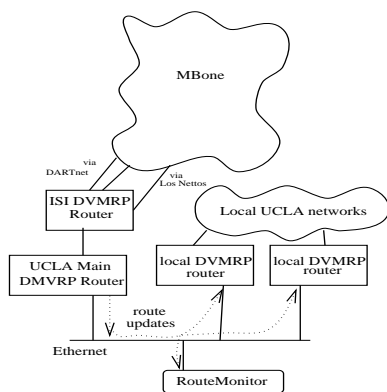 MBone
via
DARTnet
via
Los Nettos
ISI DVMRP
Router
Local UCLA networks
UCLA Main
DMVRP Router
local DVMRP
router
local DVMRP
router
route
updates
Ethernet
RouteMonitor